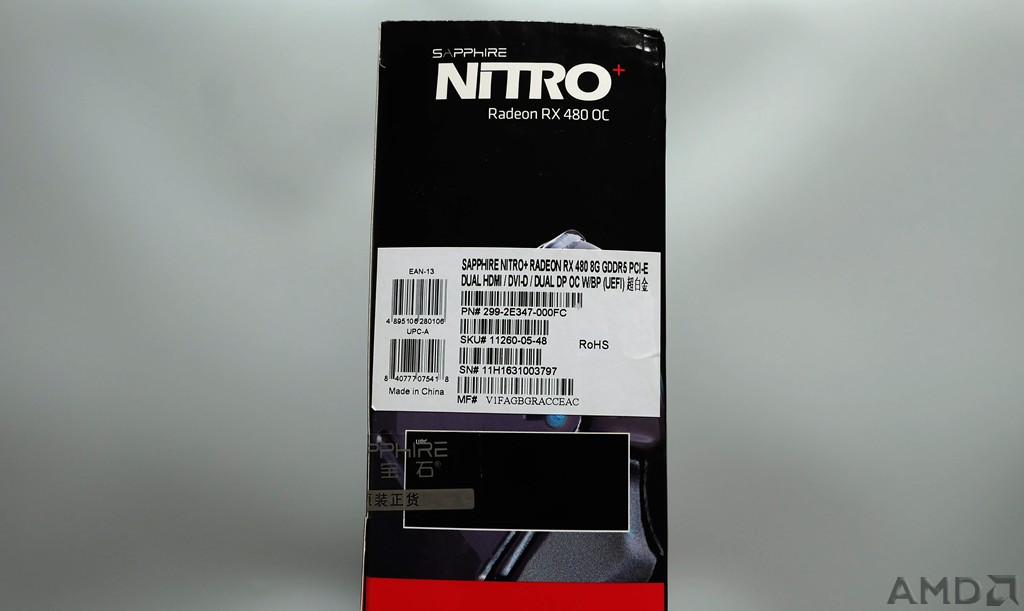 SAPPHIRE
NiTRO+
Radeon RX 480 OC
EAN-13
4 895106 280106
UPC-A
8 40777 07541 8
Made in China
SAPPHIRE NITRO+ RADEON RX 480 8G GDDR5 PCI-E
DUAL HDMI / DVI-D / DUAL DP OC W/BP (UEFI) 超白金
PN# 299-2E347-000FC
SKU# 11260-05-48
SN# 11H1631003797
MF# V1FAGBGRACCEAC
RoHS
PPHIRE
宝石®
原装正货
AMD